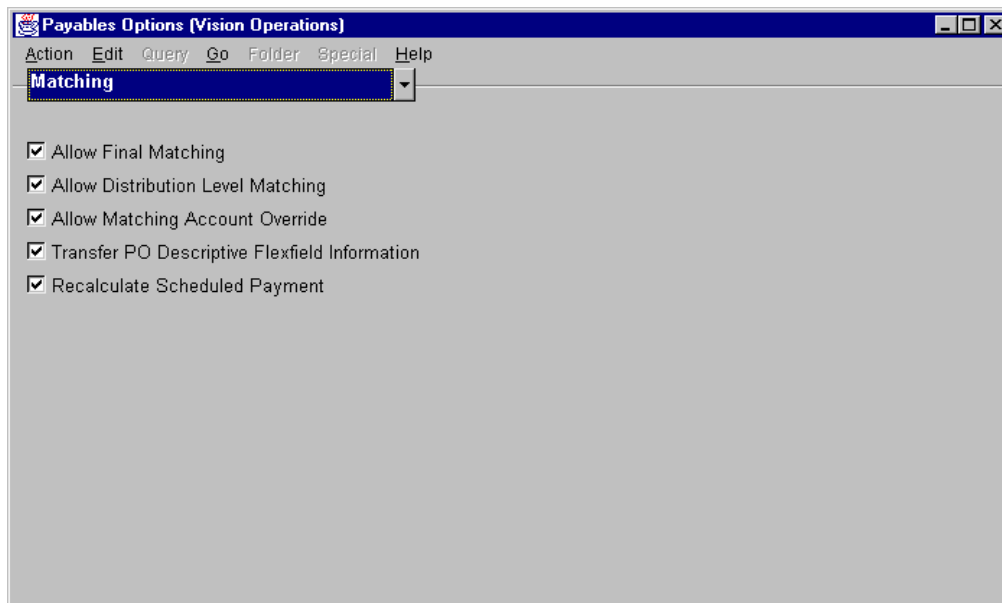 Payables Options (Vision Operations)
Action Edit Query Go Folder Special Help
Matching
Allow Final Matching
Allow Distribution Level Matching
Allow Matching Account Override
Transfer PO Descriptive Flexfield Information
Recalculate Scheduled Payment